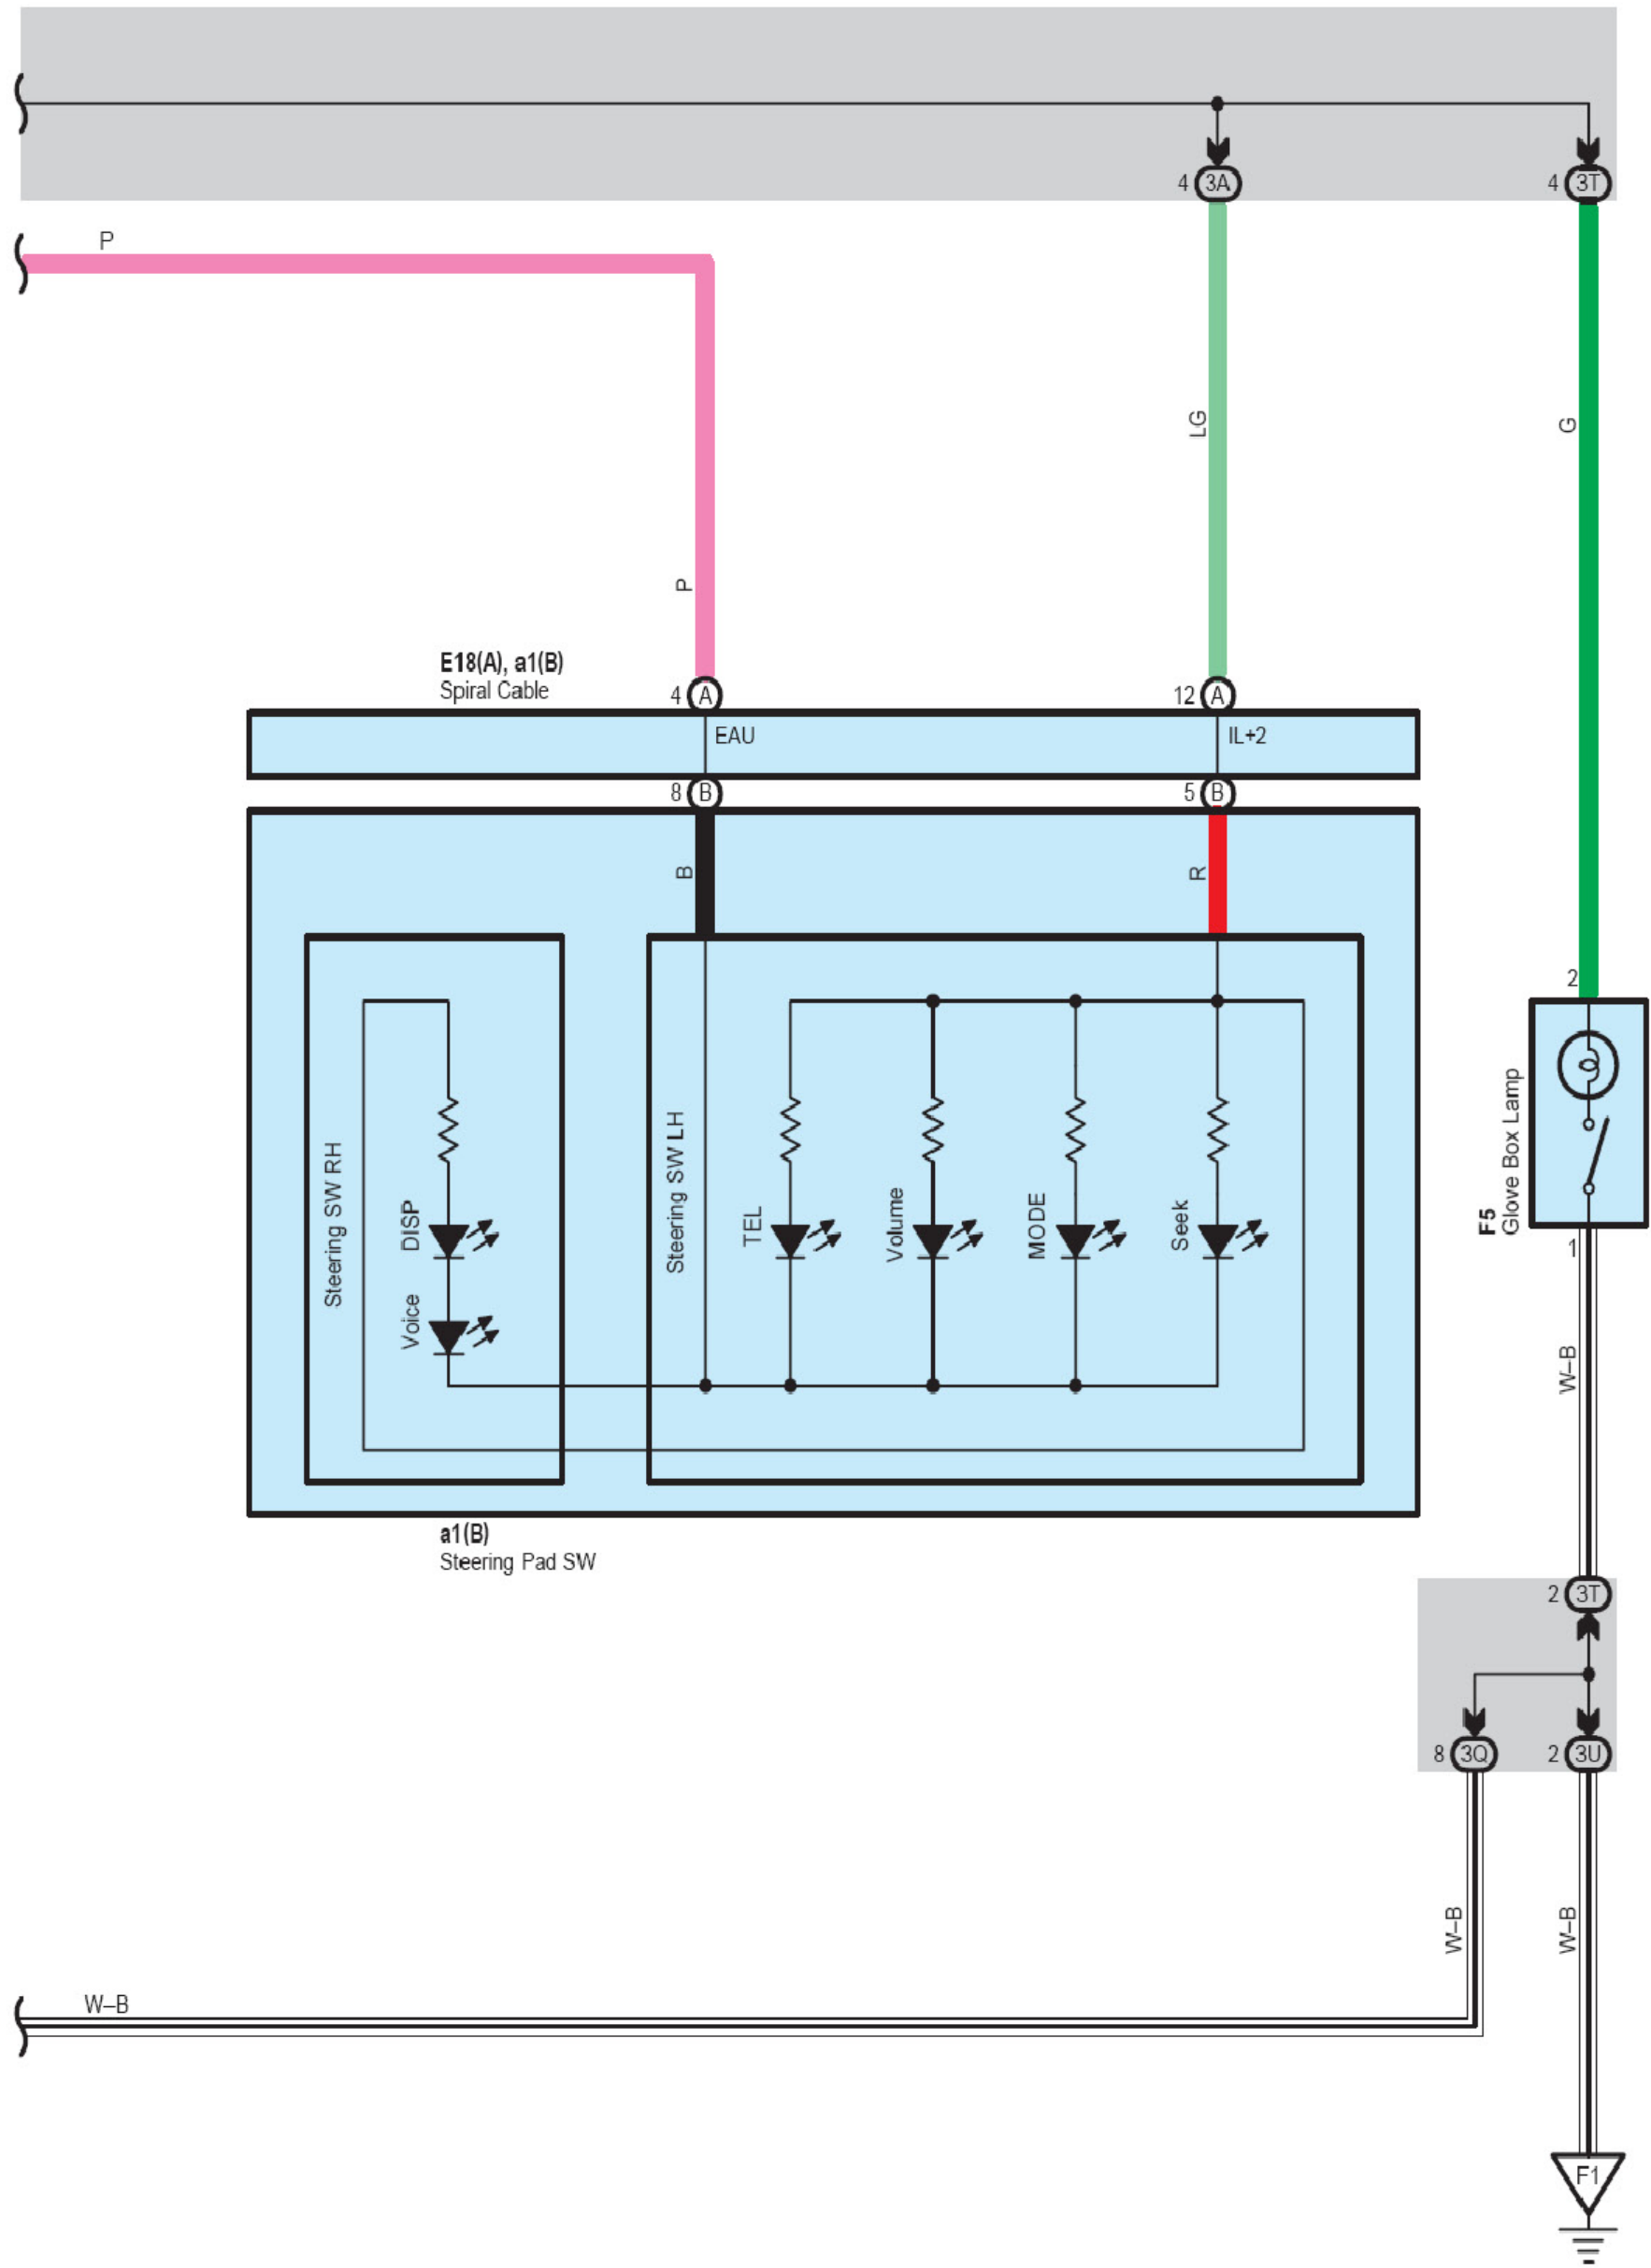 4 3A
4 3T
P
LG
G
P
E18(A), a1(B)
Spiral Cable
4 A
12 A
EAU
IL+2
8 B
5 B
B
R
2
Steering SW RH
DISP
Voice
Steering SW LH
TEL
Volume
MODE
Seek
F5
Glove Box Lamp
1
W–B
a1(B)
Steering Pad SW
2 3T
8 3Q
2 3U
W–B
W–B
W–B
F1